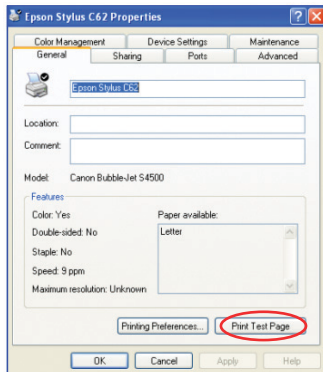 Epson Stylus C62 Properties
Color Management Device Settings Maintenance
General Sharing Ports Advanced
Epson Stylus C62
Location:
Comment:
Model: Canon Bubble-Jet S4500
Features
Color: Yes Paper available:
Double-sided: No Letter
Staple: No
Speed: 9 ppm
Maximum resolution: Unknown
Printing Preferences... Print Test Page
OK Cancel Apply Help